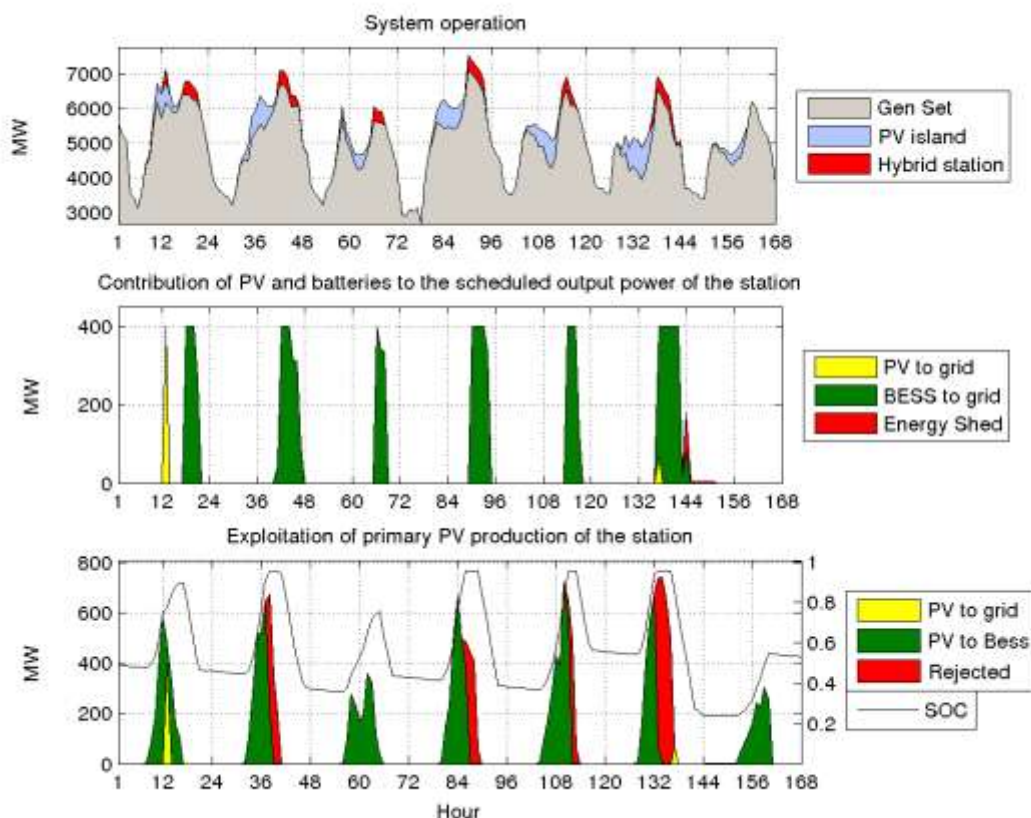 System operation
MW
7000
6000
5000
4000
3000
1 12 24 36 48 60 72 84 96 108 120 132 144 156 168
Gen Set
PV island
Hybrid station
Contribution of PV and batteries to the scheduled output power of the station
MW
400
200
0
1 12 24 36 48 60 72 84 96 108 120 132 144 156 168
PV to grid
BESS to grid
Energy Shed
Exploitation of primary PV production of the station
MW
800
600
400
200
0
1
0.8
0.6
0.4
0.2
1 12 24 36 48 60 72 84 96 108 120 132 144 156 168
Hour
PV to grid
PV to Bess
Rejected
SOC